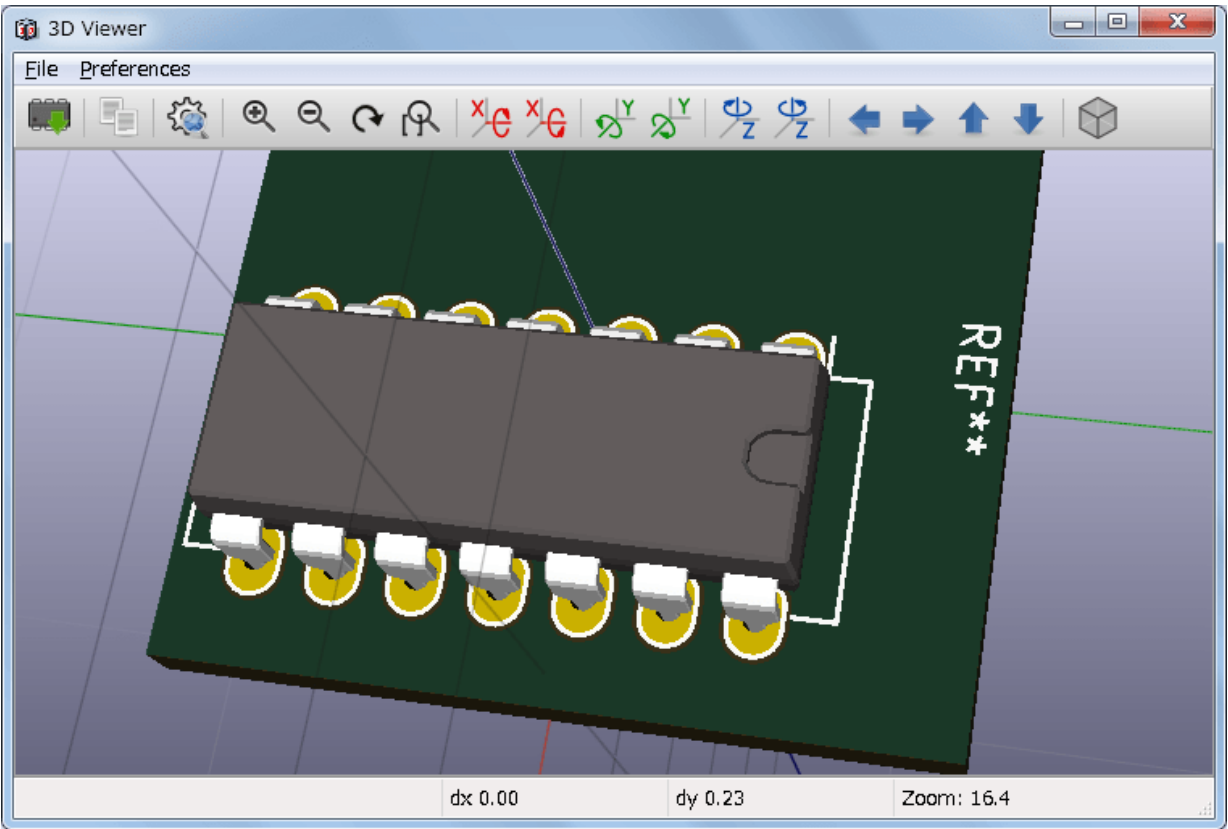 3D Viewer
File Preferences
X X Y Y Z Z
REF**
dx 0.00 dy 0.23 Zoom: 16.4